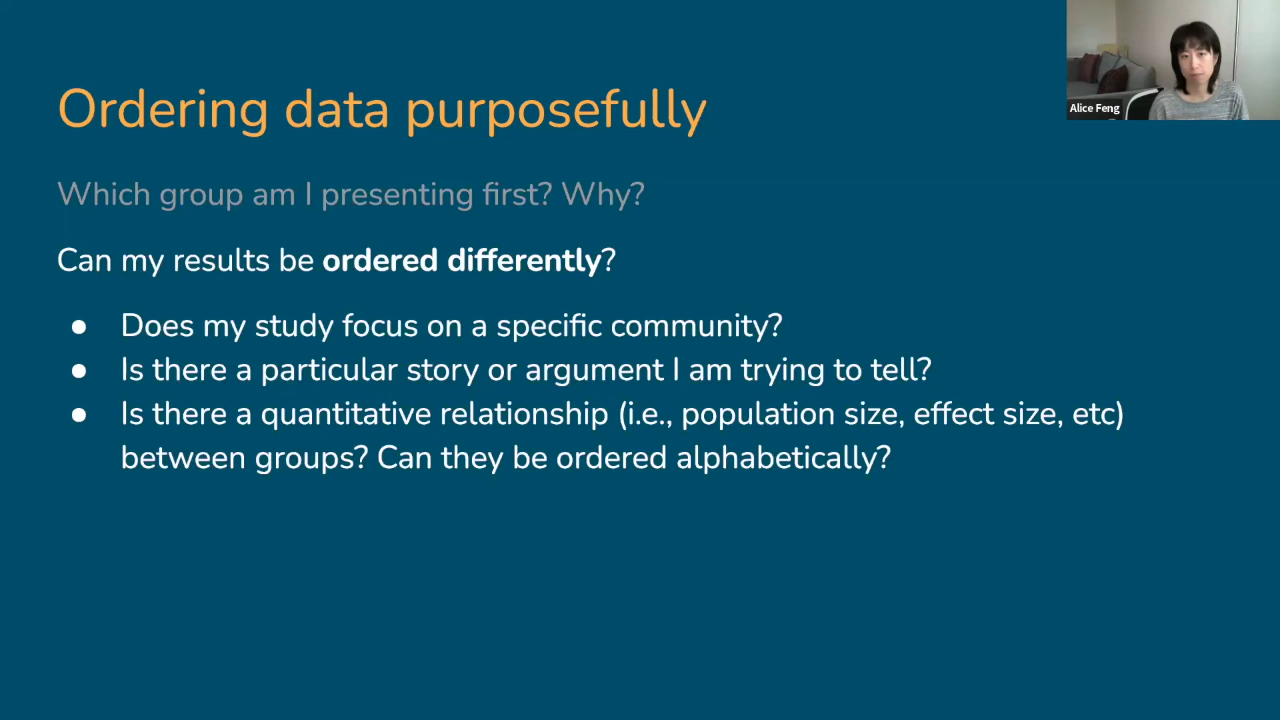 Ordering data purposefully
Alice Feng
Which group am I presenting first? Why?
Can my results be ordered differently?
● Does my study focus on a specific community?
● Is there a particular story or argument I am trying to tell?
● Is there a quantitative relationship (i.e., population size, effect size, etc)
between groups? Can they be ordered alphabetically?